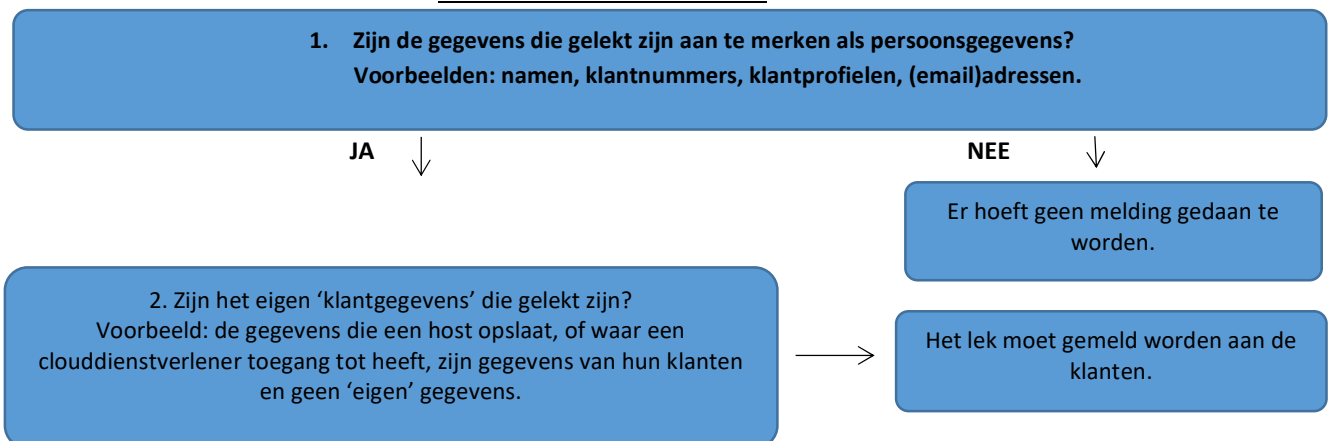 1. Zijn de gegevens die gelekt zijn aan te merken als persoonsgegevens?
Voorbeelden: namen, klantnummers, klantprofielen, (email)adressen.
JA
NEE
Er hoeft geen melding gedaan te
worden.
2. Zijn het eigen ‘klantgegevens’ die gelekt zijn?
Voorbeeld: de gegevens die een host opslaat, of waar een
clouddienstverlener toegang tot heeft, zijn gegevens van hun klanten
en geen ‘eigen’ gegevens.
Het lek moet gemeld worden aan de
klanten.